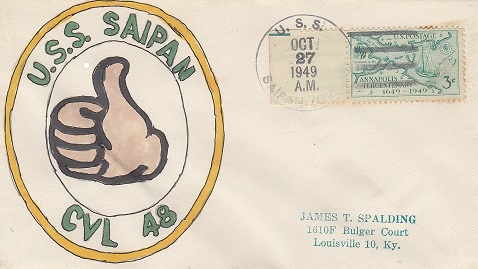 U.S.S. SAIPAN
CVL 48
U. S. S.
OCT
27
1949
A.M.
U.S. POSTAGE
3¢
ANNAPOLIS
TERCENTENARY
1649-1949
JAMES T. SPALDING
1610F Bulger Court
Louisville 10, Ky.